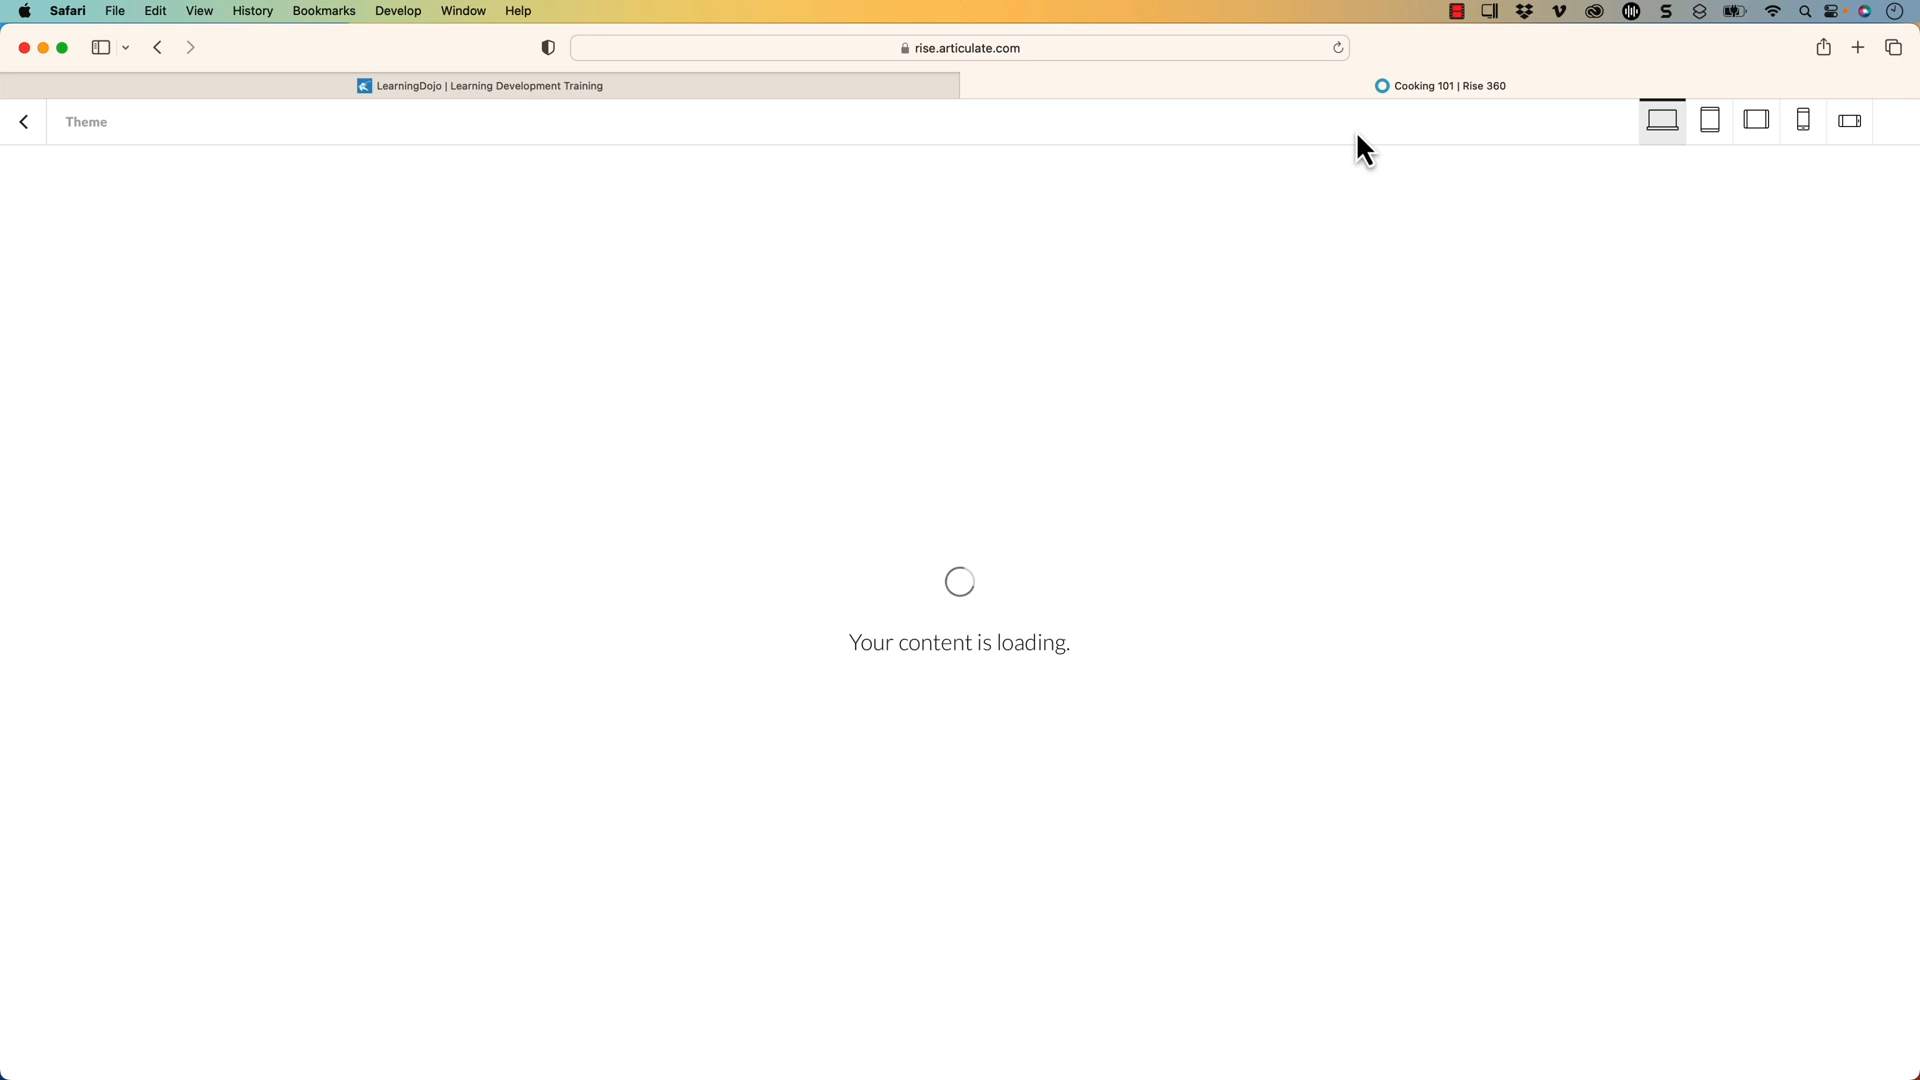 Safari File Edit View History Bookmarks Develop Window Help
rise.articulate.com
LearningDojo | Learning Development Training
Cooking 101 | Rise 360
Theme
Your content is loading.